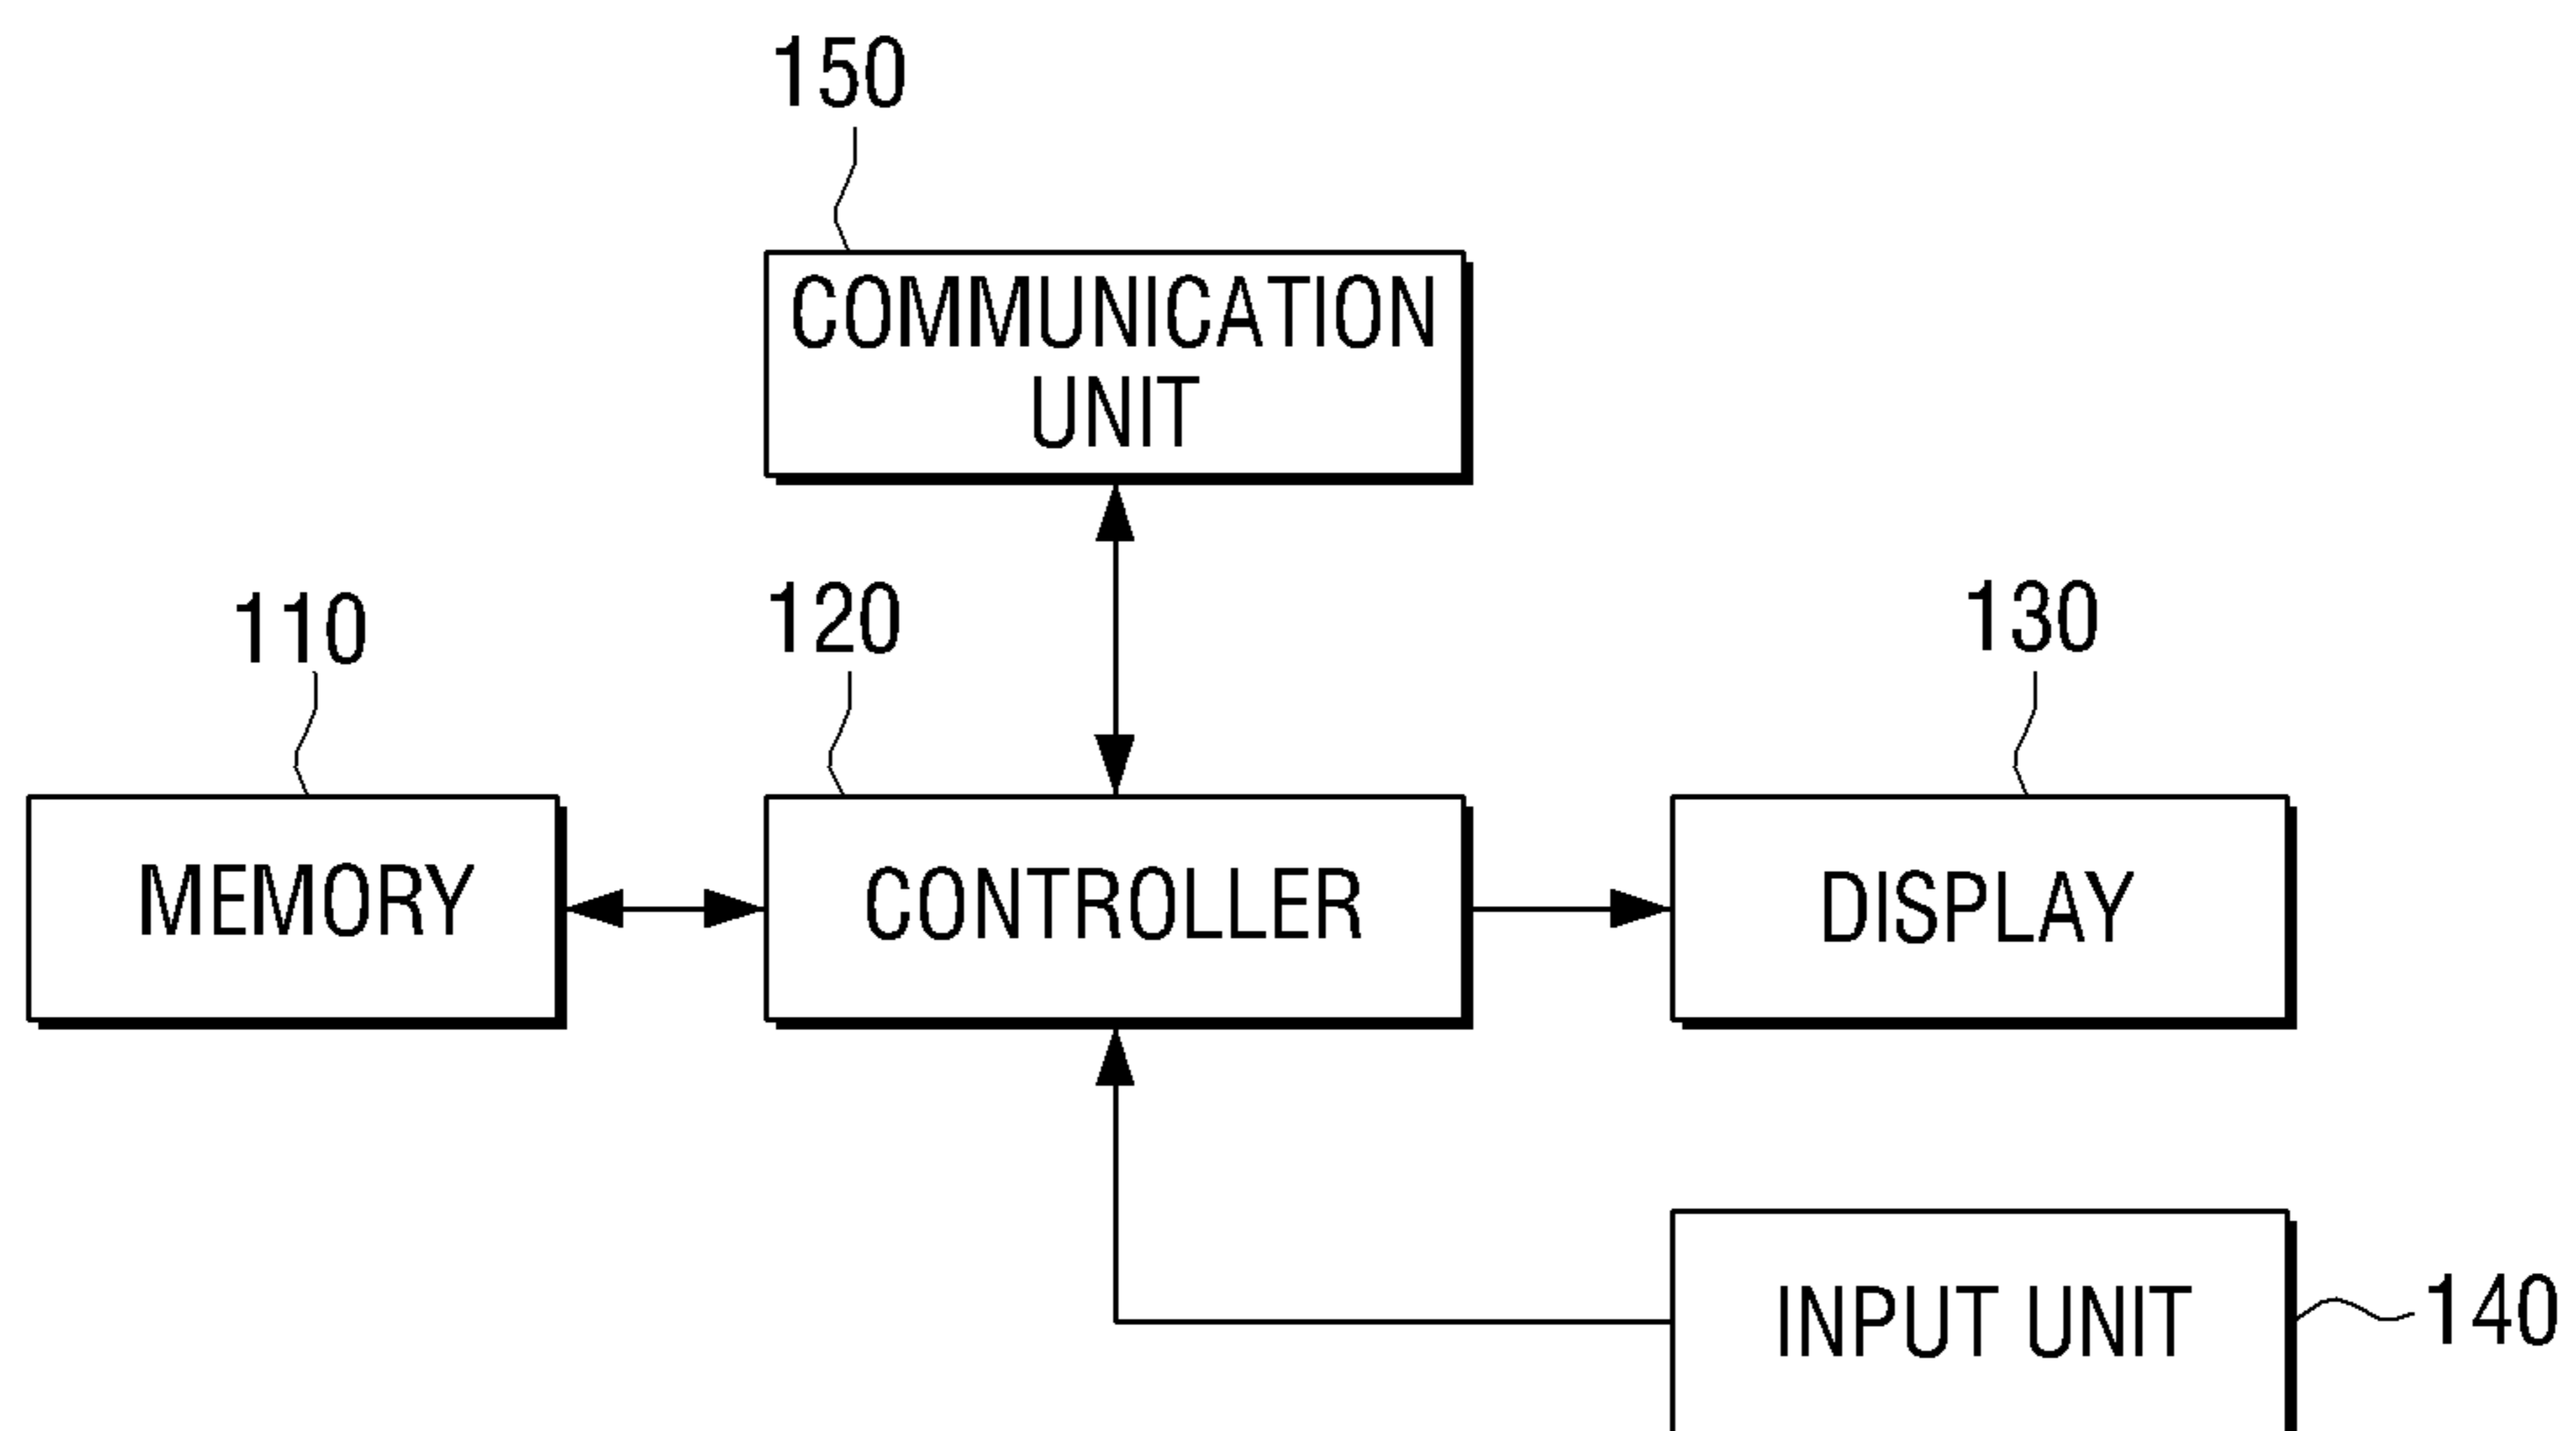 150
COMMUNICATION
UNIT
110
120
130
MEMORY
CONTROLLER
DISPLAY
INPUT UNIT
140